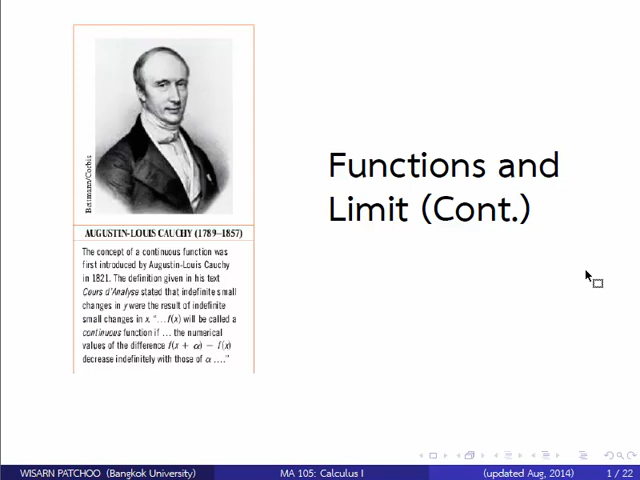 Bettmann/Corbis
AUGUSTIN-LOUIS CAUCHY (1789–1857)
The concept of a continuous function was
first introduced by Augustin-Louis Cauchy
in 1821. The definition given in his text
Cours d'Analyse stated that indefinite small
changes in y were the result of indefinite
small changes in x. "… f(x) will be called a
continuous function if … the numerical
values of the difference f(x + α) − f(x)
decrease indefinitely with those of α …."
Functions and
Limit (Cont.)
WISARN PATCHOO (Bangkok University) MA 105: Calculus I (updated Aug, 2014) 1 / 22